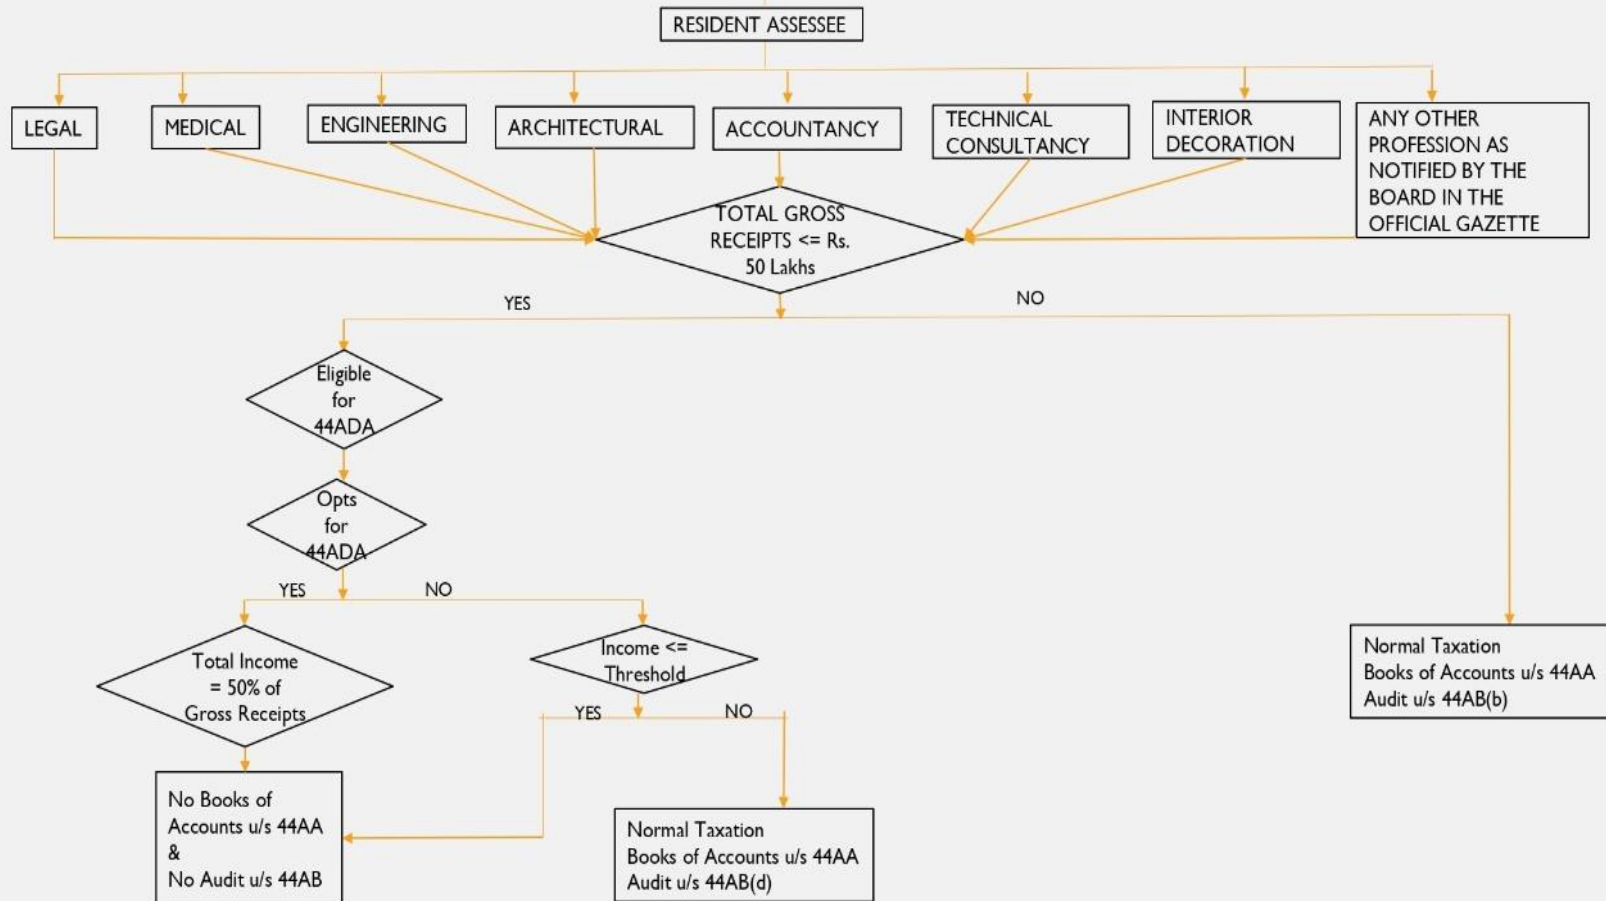 RESIDENT ASSESSEE
LEGAL
MEDICAL
ENGINEERING
ARCHITECTURAL
ACCOUNTANCY
TECHNICAL
CONSULTANCY
INTERIOR
DECORATION
ANY OTHER
PROFESSION AS
NOTIFIED BY THE
BOARD IN THE
OFFICIAL GAZETTE
TOTAL GROSS
RECEIPTS <= Rs.
50 Lakhs
YES
NO
Eligible
for
44ADA
Opts
for
44ADA
YES
NO
Total Income
= 50% of
Gross Receipts
Income <=
Threshold
YES
NO
No Books of
Accounts u/s 44AA
&
No Audit u/s 44AB
Normal Taxation
Books of Accounts u/s 44AA
Audit u/s 44AB(d)
Normal Taxation
Books of Accounts u/s 44AA
Audit u/s 44AB(b)